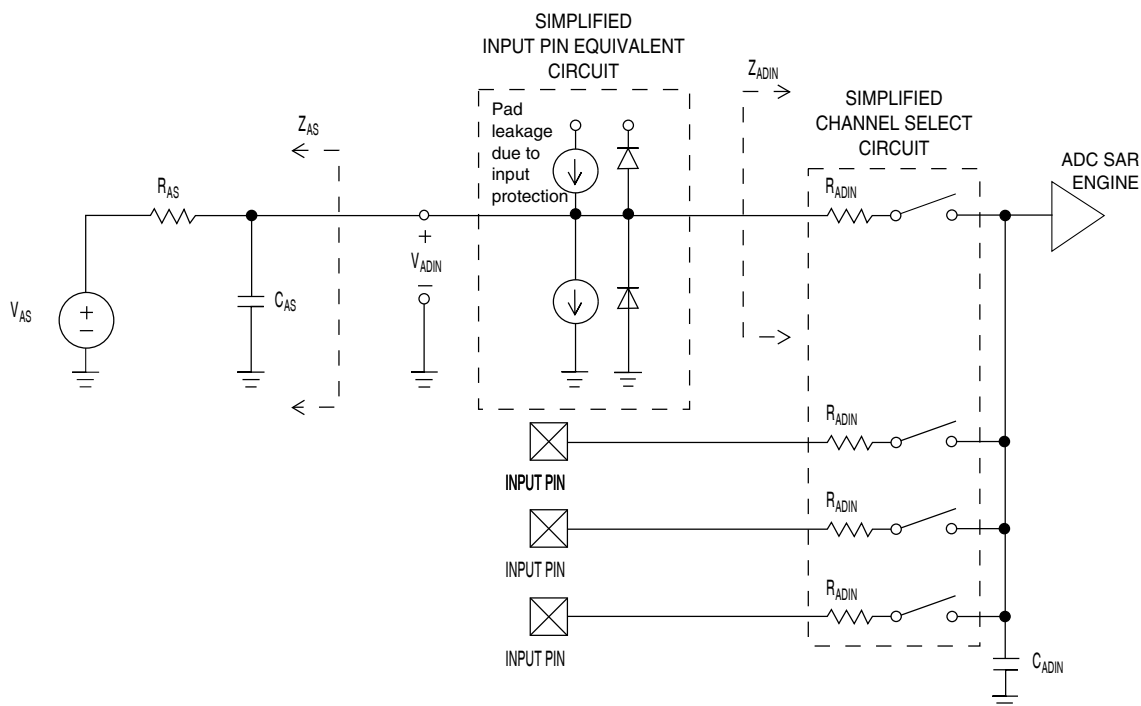 SIMPLIFIED
INPUT PIN EQUIVALENT
CIRCUIT
Pad
leakage
due to
input
protection
Z_ADIN
SIMPLIFIED
CHANNEL SELECT
CIRCUIT
ADC SAR
ENGINE
Z_AS
R_AS
R_ADIN
+
V_ADIN
−
C_AS
V_AS
+
−
R_ADIN
INPUT PIN
R_ADIN
INPUT PIN
R_ADIN
INPUT PIN
C_ADIN